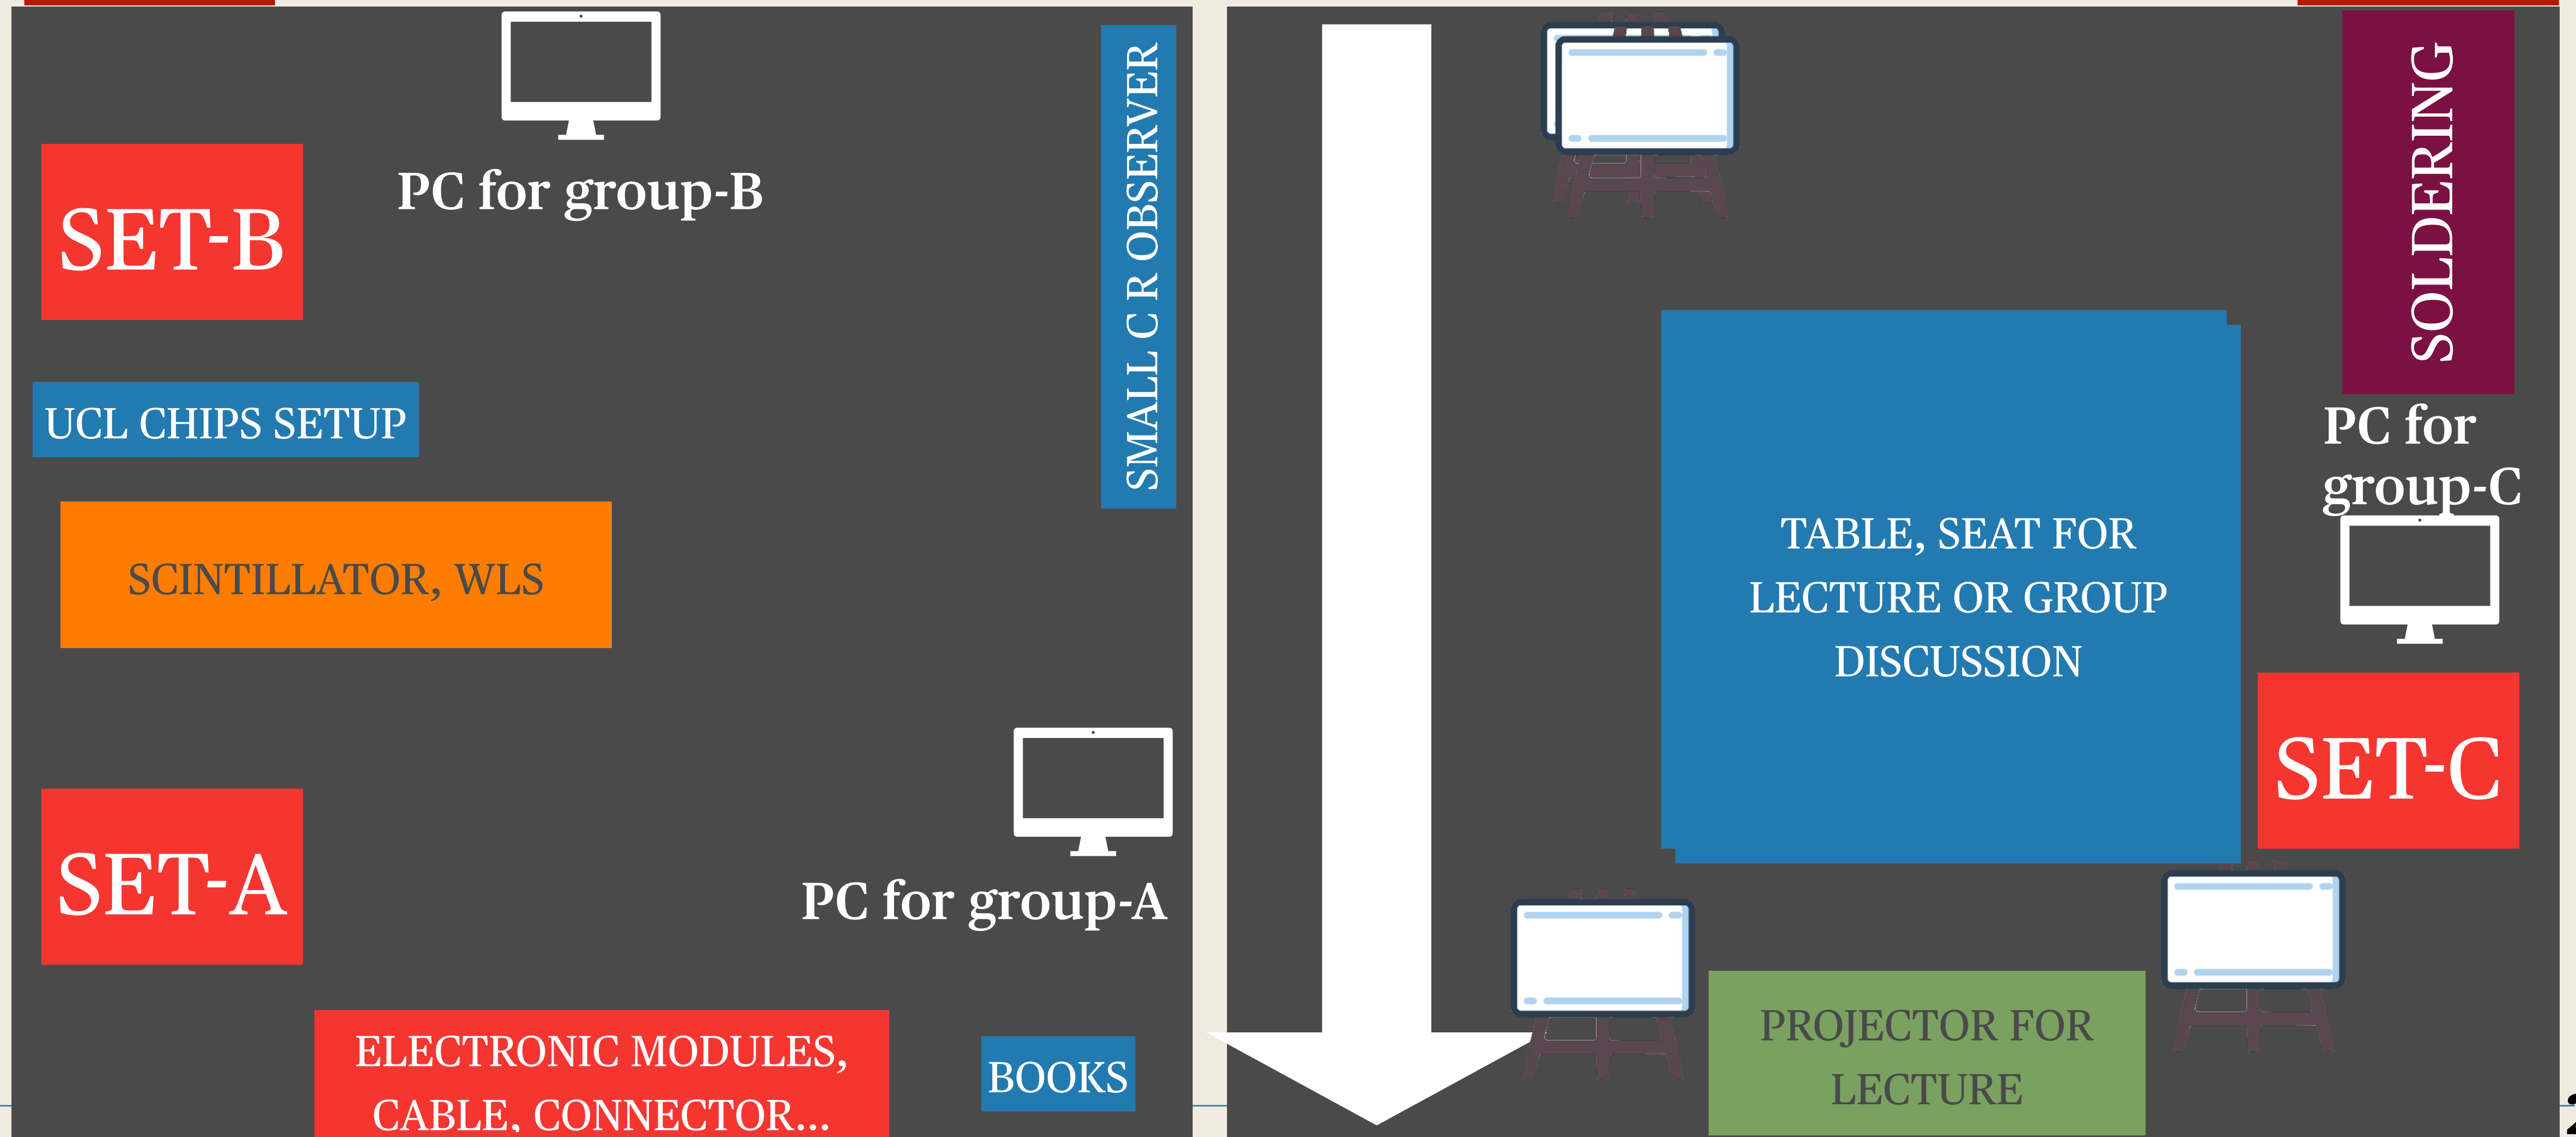 PC for group-B
SET-B
SMALL C R OBSERVER
UCL CHIPS SETUP
SCINTILLATOR, WLS
PC for group-A
SET-A
ELECTRONIC MODULES,
CABLE, CONNECTOR...
BOOKS
SOLDERING
PC for
group-C
TABLE, SEAT FOR
LECTURE OR GROUP
DISCUSSION
SET-C
PROJECTOR FOR
LECTURE